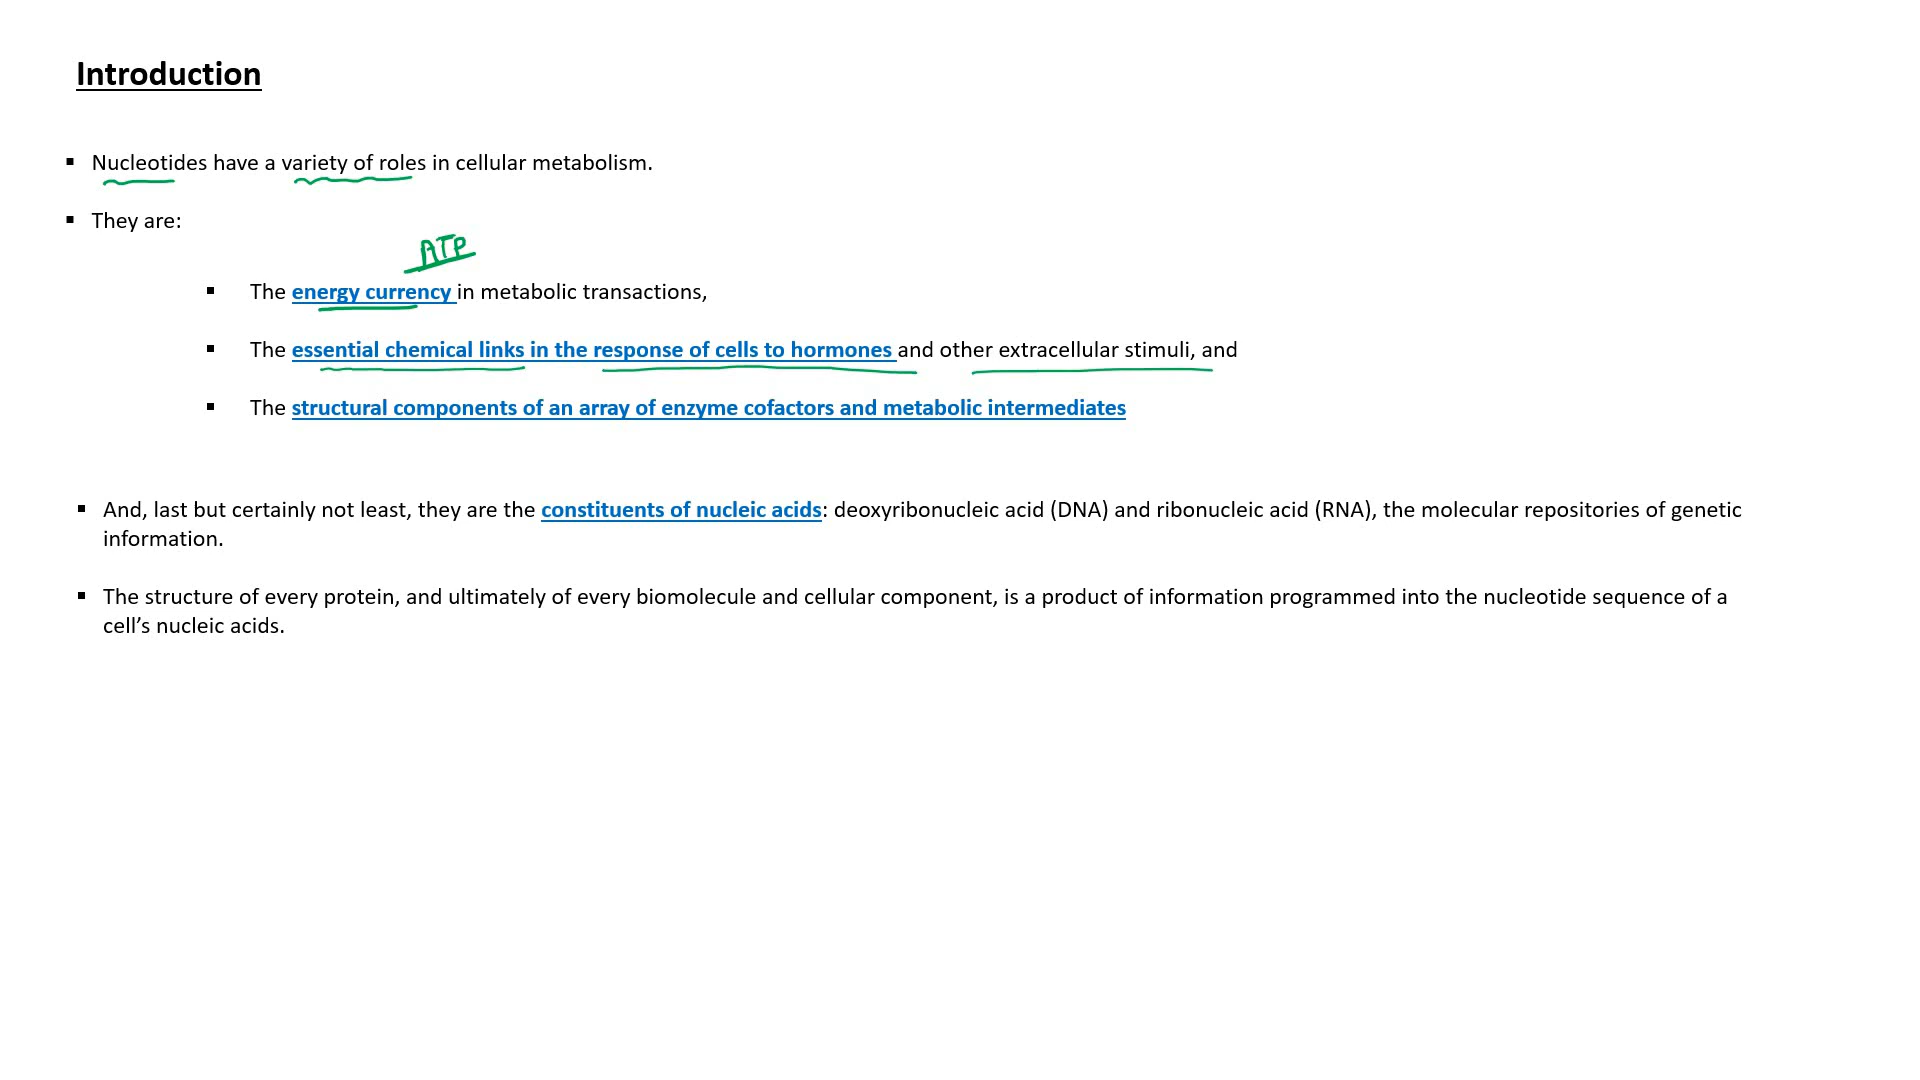 Introduction
▪ Nucleotides have a variety of roles in cellular metabolism.
▪ They are:
ATP
▪ The energy currency in metabolic transactions,
▪ The essential chemical links in the response of cells to hormones and other extracellular stimuli, and
▪ The structural components of an array of enzyme cofactors and metabolic intermediates
▪ And, last but certainly not least, they are the constituents of nucleic acids: deoxyribonucleic acid (DNA) and ribonucleic acid (RNA), the molecular repositories of genetic
information.
▪ The structure of every protein, and ultimately of every biomolecule and cellular component, is a product of information programmed into the nucleotide sequence of a
cell’s nucleic acids.